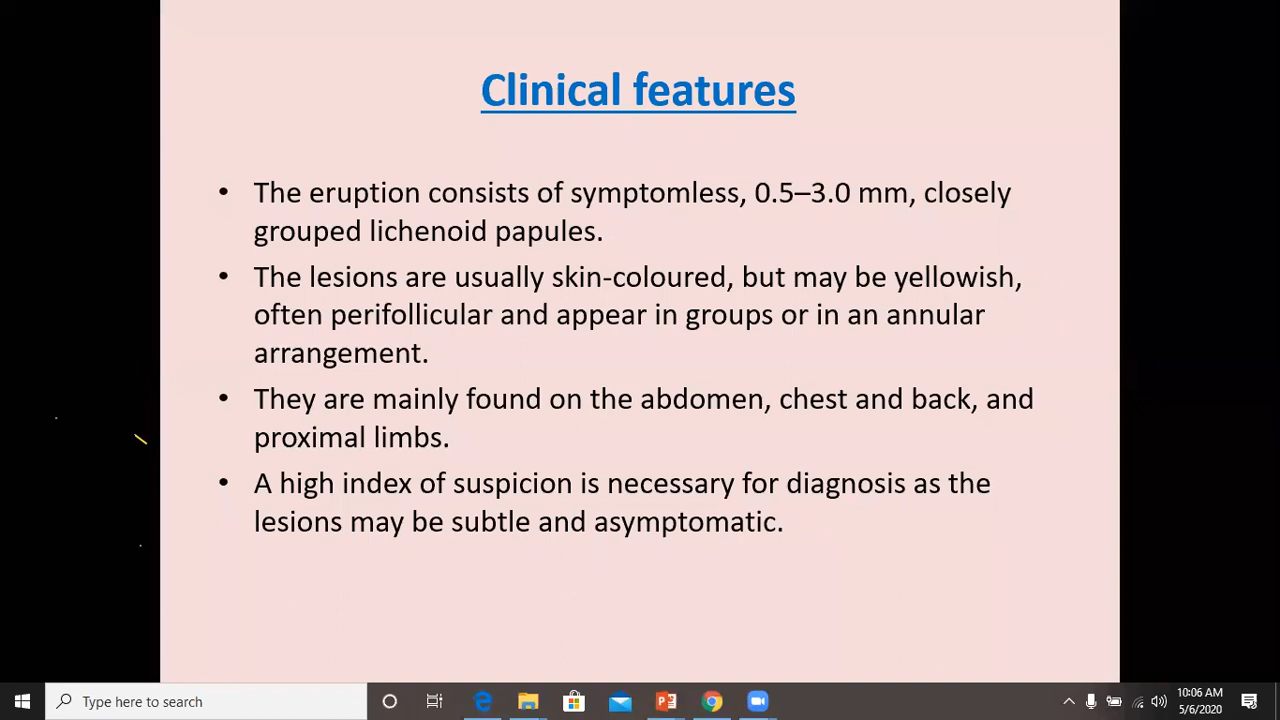 Clinical features
• The eruption consists of symptomless, 0.5–3.0 mm, closely
grouped lichenoid papules.
• The lesions are usually skin-coloured, but may be yellowish,
often perifollicular and appear in groups or in an annular
arrangement.
• They are mainly found on the abdomen, chest and back, and
proximal limbs.
• A high index of suspicion is necessary for diagnosis as the
lesions may be subtle and asymptomatic.
Type here to search
10:06 AM
5/6/2020